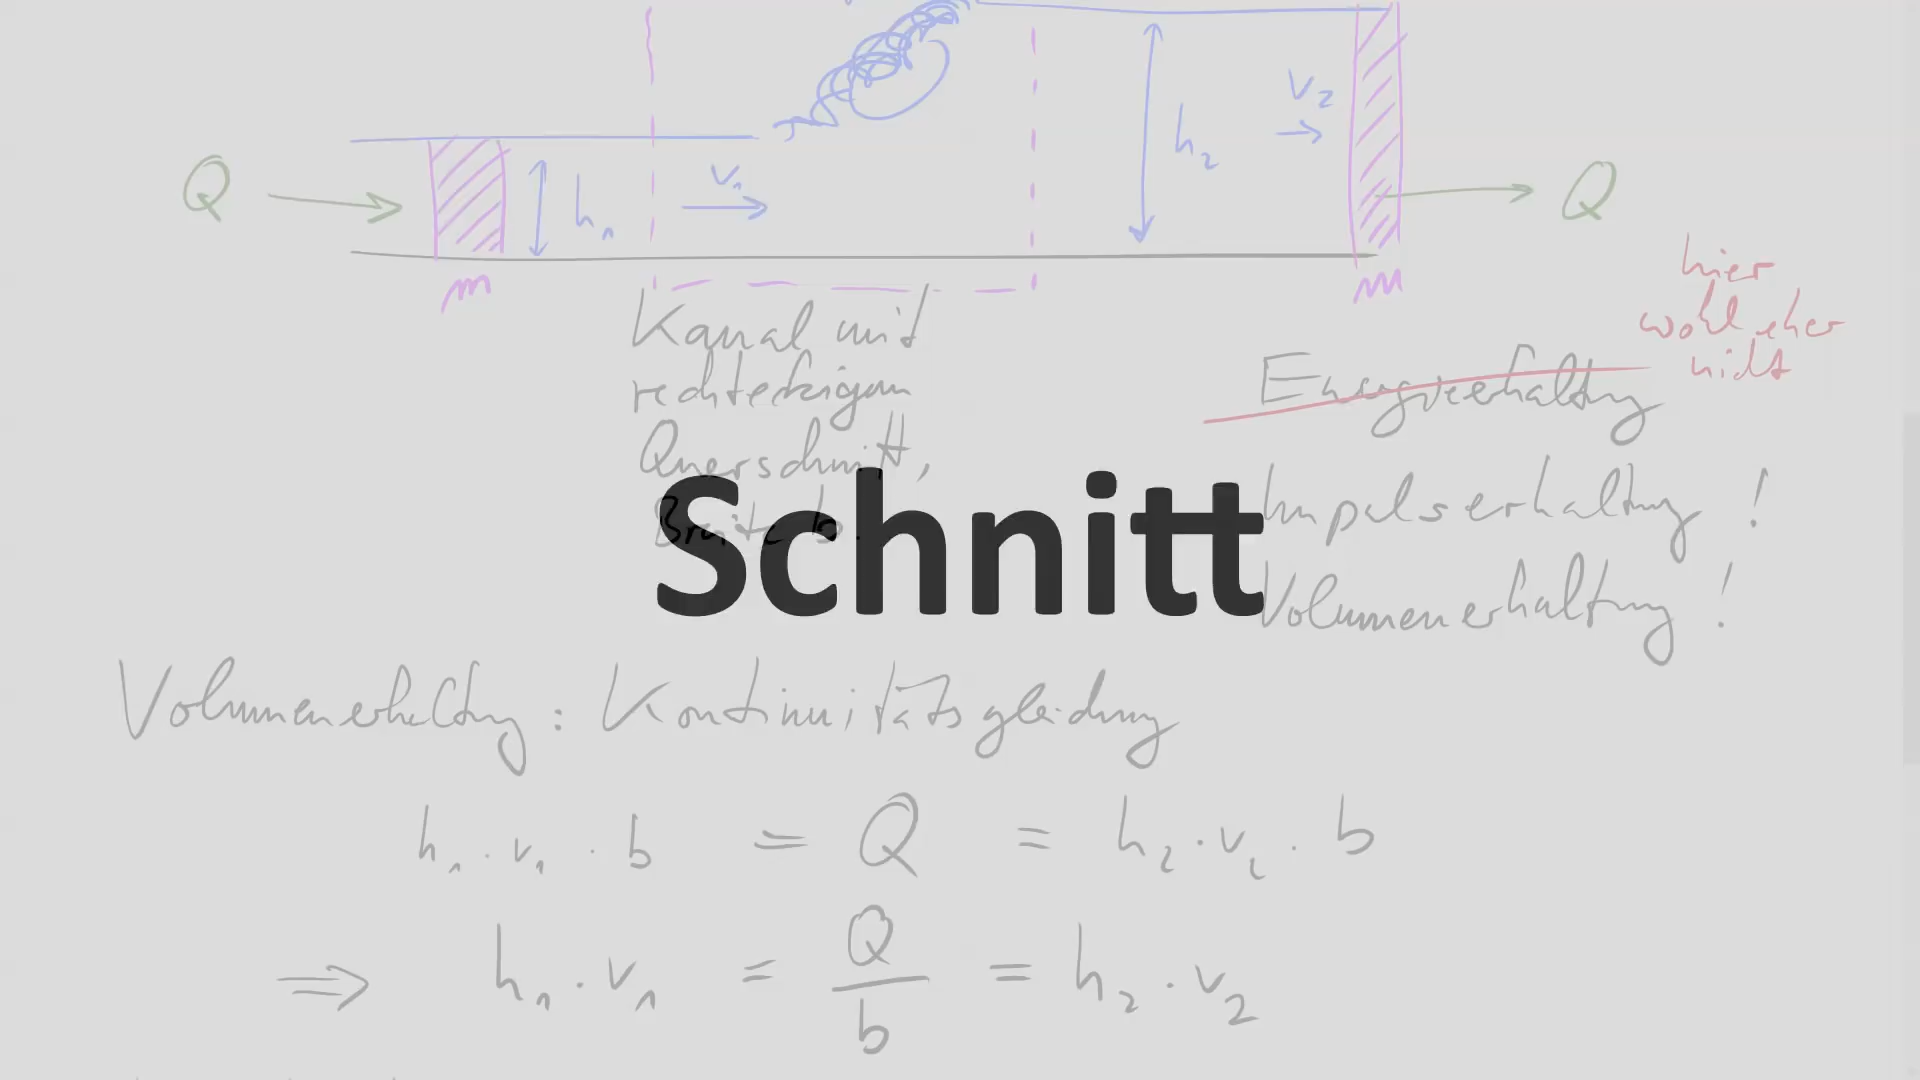 v₂
h₂
Q
v₁
h₁
Q
m
m
hier
wohl eher
nicht
Kanal mit
rechteckigem
Querschnitt,
Breite b.
Energieerhaltung
Impulserhaltung !
Volumenerhaltung !
Schnitt
Volumenerhaltung : Kontinuitätsgleichung
h₁ · v₁ · b = Q = h₂ · v₂ · b
⇒ h₁ · v₁ = Q/b = h₂ · v₂